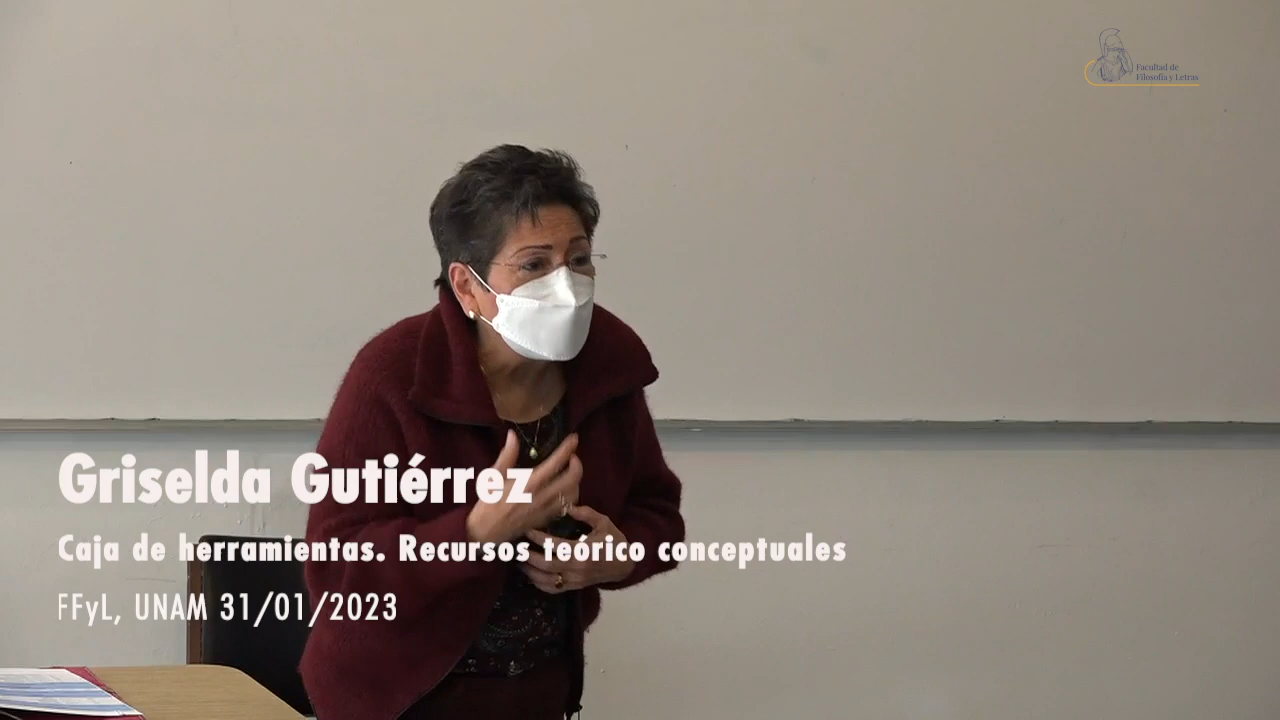 Facultad de
Filosofía y Letras
Griselda Gutiérrez
Caja de herramientas. Recursos teórico conceptuales
FFyL, UNAM 31/01/2023